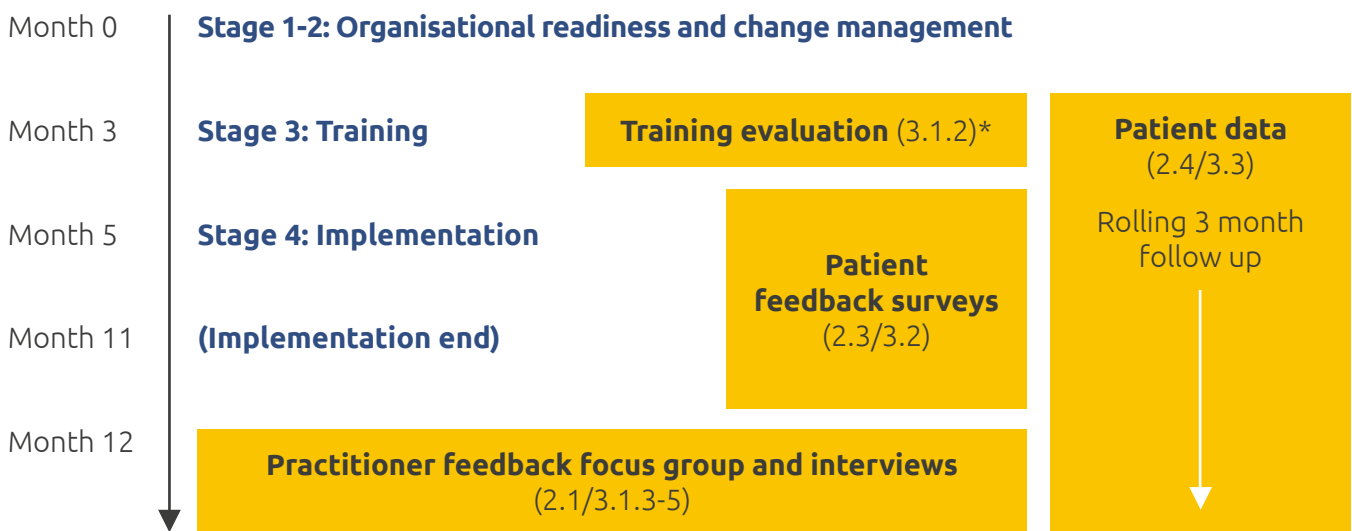 Month 0
Stage 1-2: Organisational readiness and change management
Month 3
Stage 3: Training
Training evaluation (3.1.2)*
Patient data
(2.4/3.3)
Rolling 3 month
follow up
Month 5
Stage 4: Implementation
Patient
feedback surveys
(2.3/3.2)
Month 11
(Implementation end)
Month 12
Practitioner feedback focus group and interviews
(2.1/3.1.3-5)